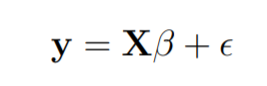 y = Xβ + ϵ